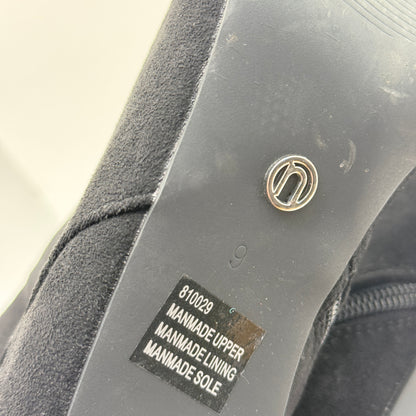 n
9
810029
MANMADE UPPER
MANMADE LINING
MANMADE SOLE